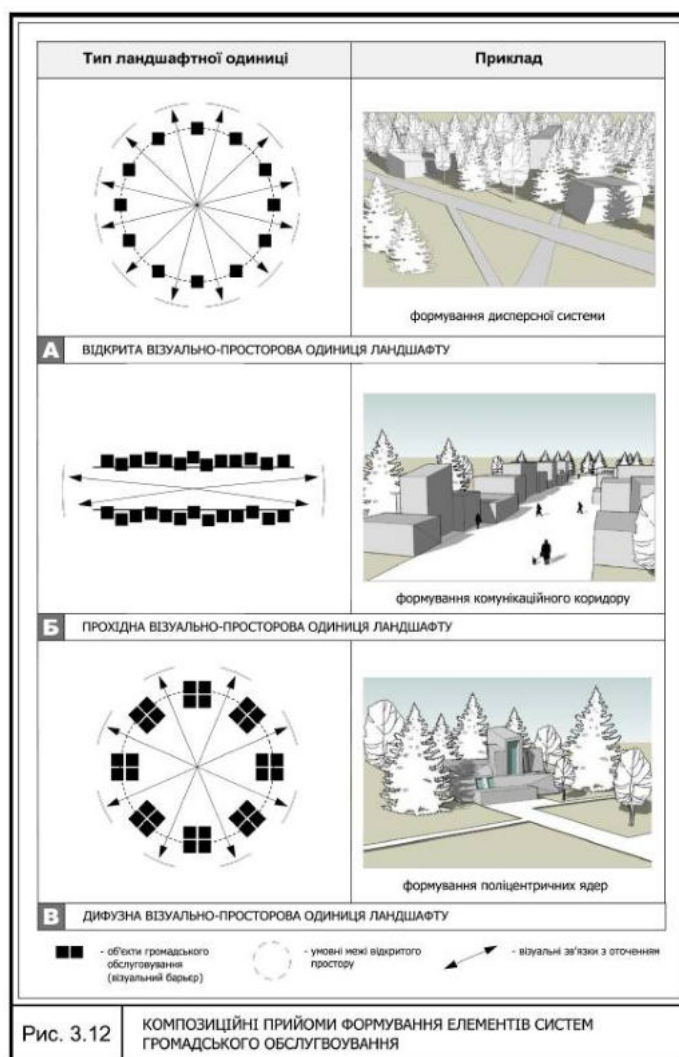 Тип ландшафтної одиниці
Приклад
формування дисперсної системи
А ВІДКРИТА ВІЗУАЛЬНО-ПРОСТОРОВА ОДИНИЦЯ ЛАНДШАФТУ
формування комунікаційного коридору
Б ПРОХІДНА ВІЗУАЛЬНО-ПРОСТОРОВА ОДИНИЦЯ ЛАНДШАФТУ
формування поліцентричних ядер
В ДИФУЗНА ВІЗУАЛЬНО-ПРОСТОРОВА ОДИНИЦЯ ЛАНДШАФТУ
- об'єкти громадського
обслуговування
(візуальний барьєр)
- умовні межі відкритого
простору
- візуальні зв'язки з оточенням
Рис. 3.12
КОМПОЗИЦІЙНІ ПРИЙОМИ ФОРМУВАННЯ ЕЛЕМЕНТІВ СИСТЕМ
ГРОМАДСЬКОГО ОБСЛУГВОУВАННЯ